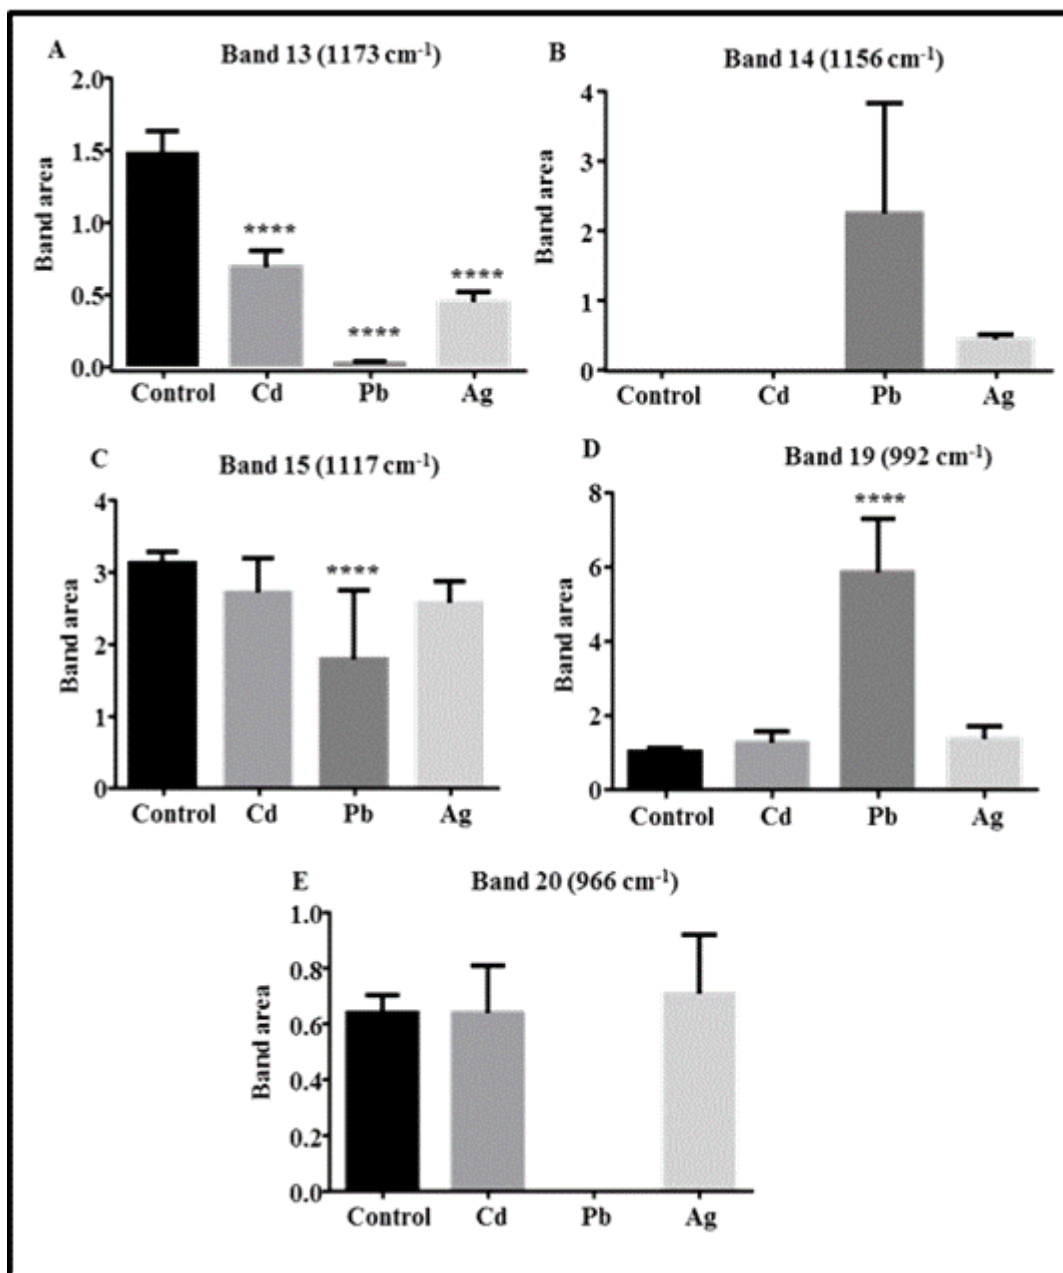 A
Band 13 (1173 cm⁻¹)
Band area
2.0
1.5
1.0
0.5
0.0
****
****
****
Control Cd Pb Ag
B
Band 14 (1156 cm⁻¹)
Band area
4
3
2
1
0
Control Cd Pb Ag
C
Band 15 (1117 cm⁻¹)
Band area
4
3
2
1
0
****
Control Cd Pb Ag
D
Band 19 (992 cm⁻¹)
Band area
8
6
4
2
0
****
Control Cd Pb Ag
E
Band 20 (966 cm⁻¹)
Band area
1.0
0.8
0.6
0.4
0.2
0.0
Control Cd Pb Ag